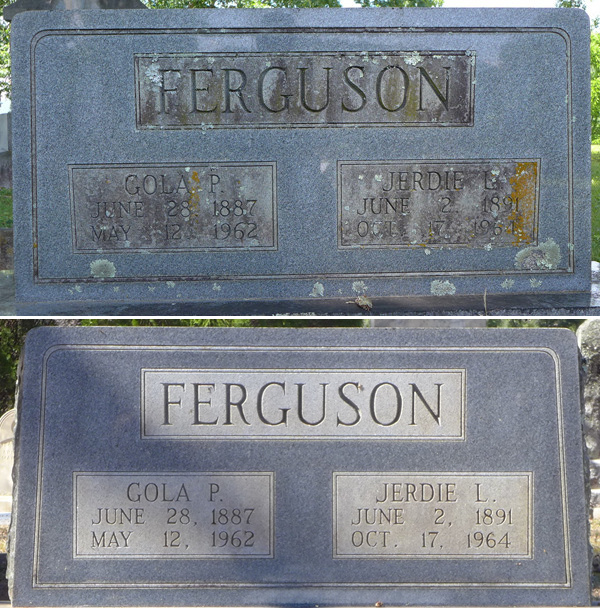 FERGUSON
GOLA P.
JUNE 28, 1887
MAY 12, 1962
JERDIE L.
JUNE 2, 1891
OCT. 17, 1964
FERGUSON
GOLA P.
JUNE 28, 1887
MAY 12, 1962
JERDIE L.
JUNE 2, 1891
OCT. 17, 1964